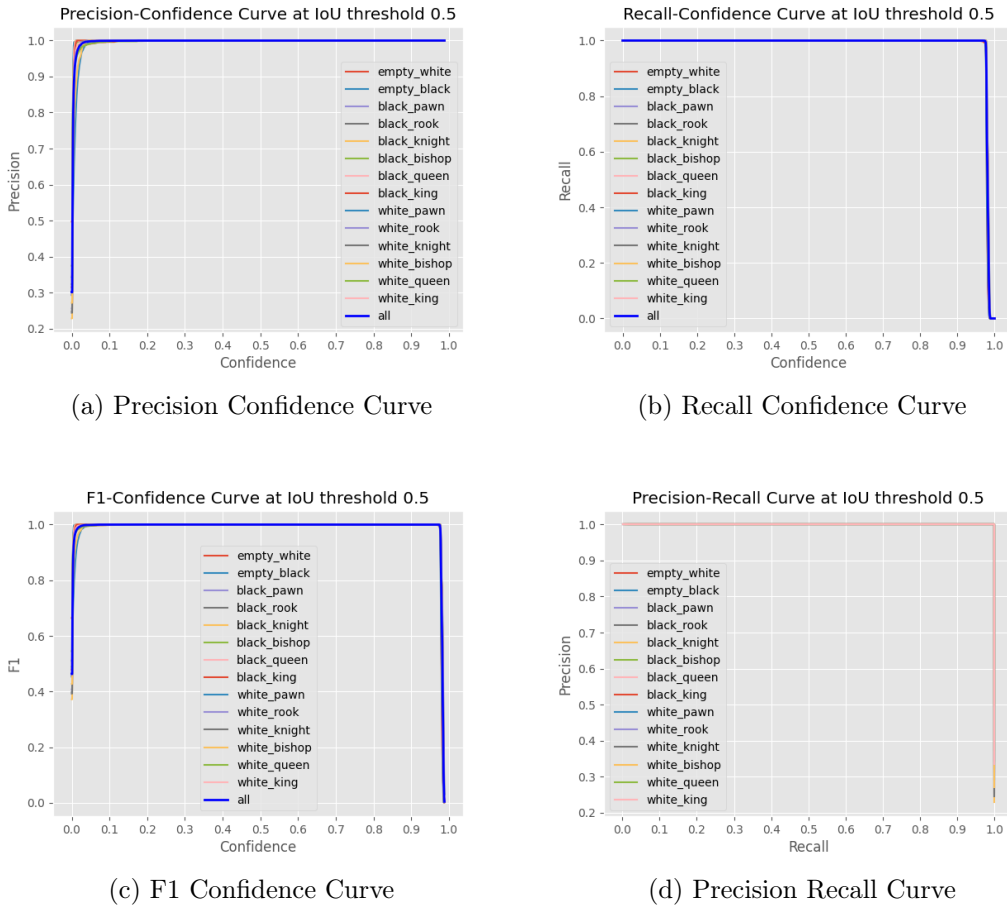 Precision-Confidence Curve at IoU threshold 0.5
1.0
0.9
0.8
0.7
0.6
0.5
0.4
0.3
0.2
Precision
empty_white
empty_black
black_pawn
black_rook
black_knight
black_bishop
black_queen
black_king
white_pawn
white_rook
white_knight
white_bishop
white_queen
white_king
all
0.0 0.1 0.2 0.3 0.4 0.5 0.6 0.7 0.8 0.9 1.0
Confidence
(a) Precision Confidence Curve
Recall-Confidence Curve at IoU threshold 0.5
1.0
0.8
0.6
0.4
0.2
0.0
Recall
empty_white
empty_black
black_pawn
black_rook
black_knight
black_bishop
black_queen
black_king
white_pawn
white_rook
white_knight
white_bishop
white_queen
white_king
all
0.0 0.1 0.2 0.3 0.4 0.5 0.6 0.7 0.8 0.9 1.0
Confidence
(b) Recall Confidence Curve
F1-Confidence Curve at IoU threshold 0.5
1.0
0.8
0.6
0.4
0.2
0.0
F1
empty_white
empty_black
black_pawn
black_rook
black_knight
black_bishop
black_queen
black_king
white_pawn
white_rook
white_knight
white_bishop
white_queen
white_king
all
0.0 0.1 0.2 0.3 0.4 0.5 0.6 0.7 0.8 0.9 1.0
Confidence
(c) F1 Confidence Curve
Precision-Recall Curve at IoU threshold 0.5
1.0
0.9
0.8
0.7
0.6
0.5
0.4
0.3
0.2
Precision
empty_white
empty_black
black_pawn
black_rook
black_knight
black_bishop
black_queen
black_king
white_pawn
white_rook
white_knight
white_bishop
white_queen
white_king
0.0 0.1 0.2 0.3 0.4 0.5 0.6 0.7 0.8 0.9 1.0
Recall
(d) Precision Recall Curve